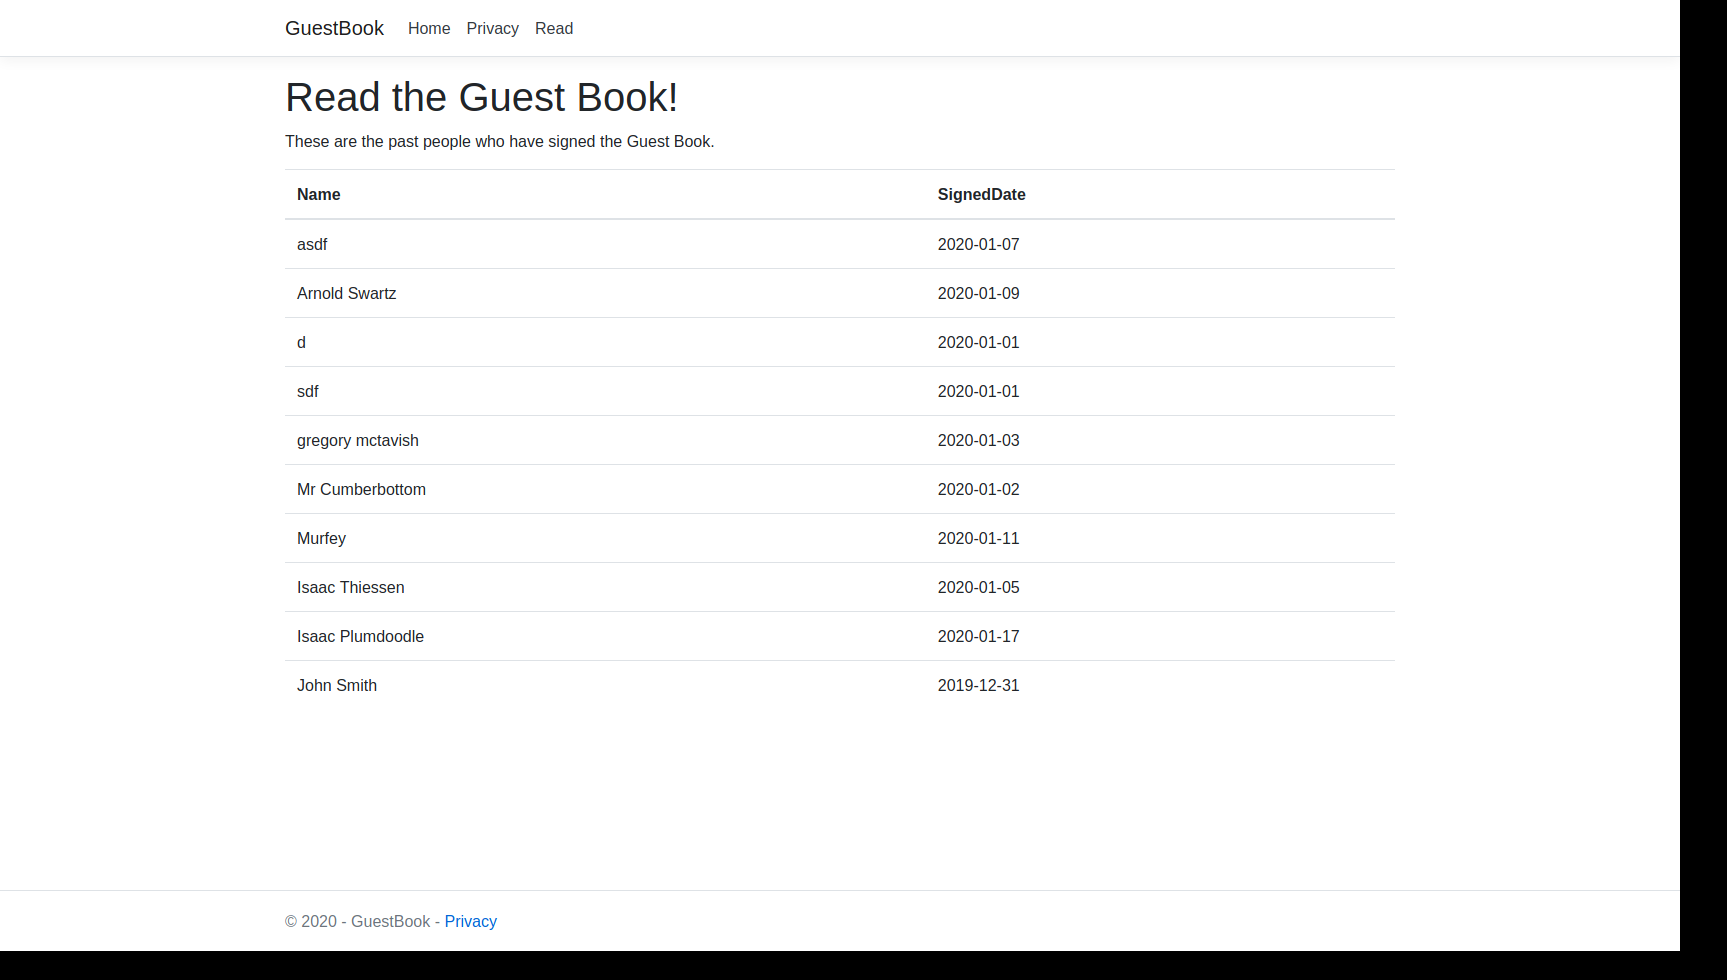 GuestBook Home Privacy Read
Read the Guest Book!
These are the past people who have signed the Guest Book.
Name SignedDate
asdf 2020-01-07
Arnold Swartz 2020-01-09
d 2020-01-01
sdf 2020-01-01
gregory mctavish 2020-01-03
Mr Cumberbottom 2020-01-02
Murfey 2020-01-11
Isaac Thiessen 2020-01-05
Isaac Plumdoodle 2020-01-17
John Smith 2019-12-31
© 2020 - GuestBook - Privacy